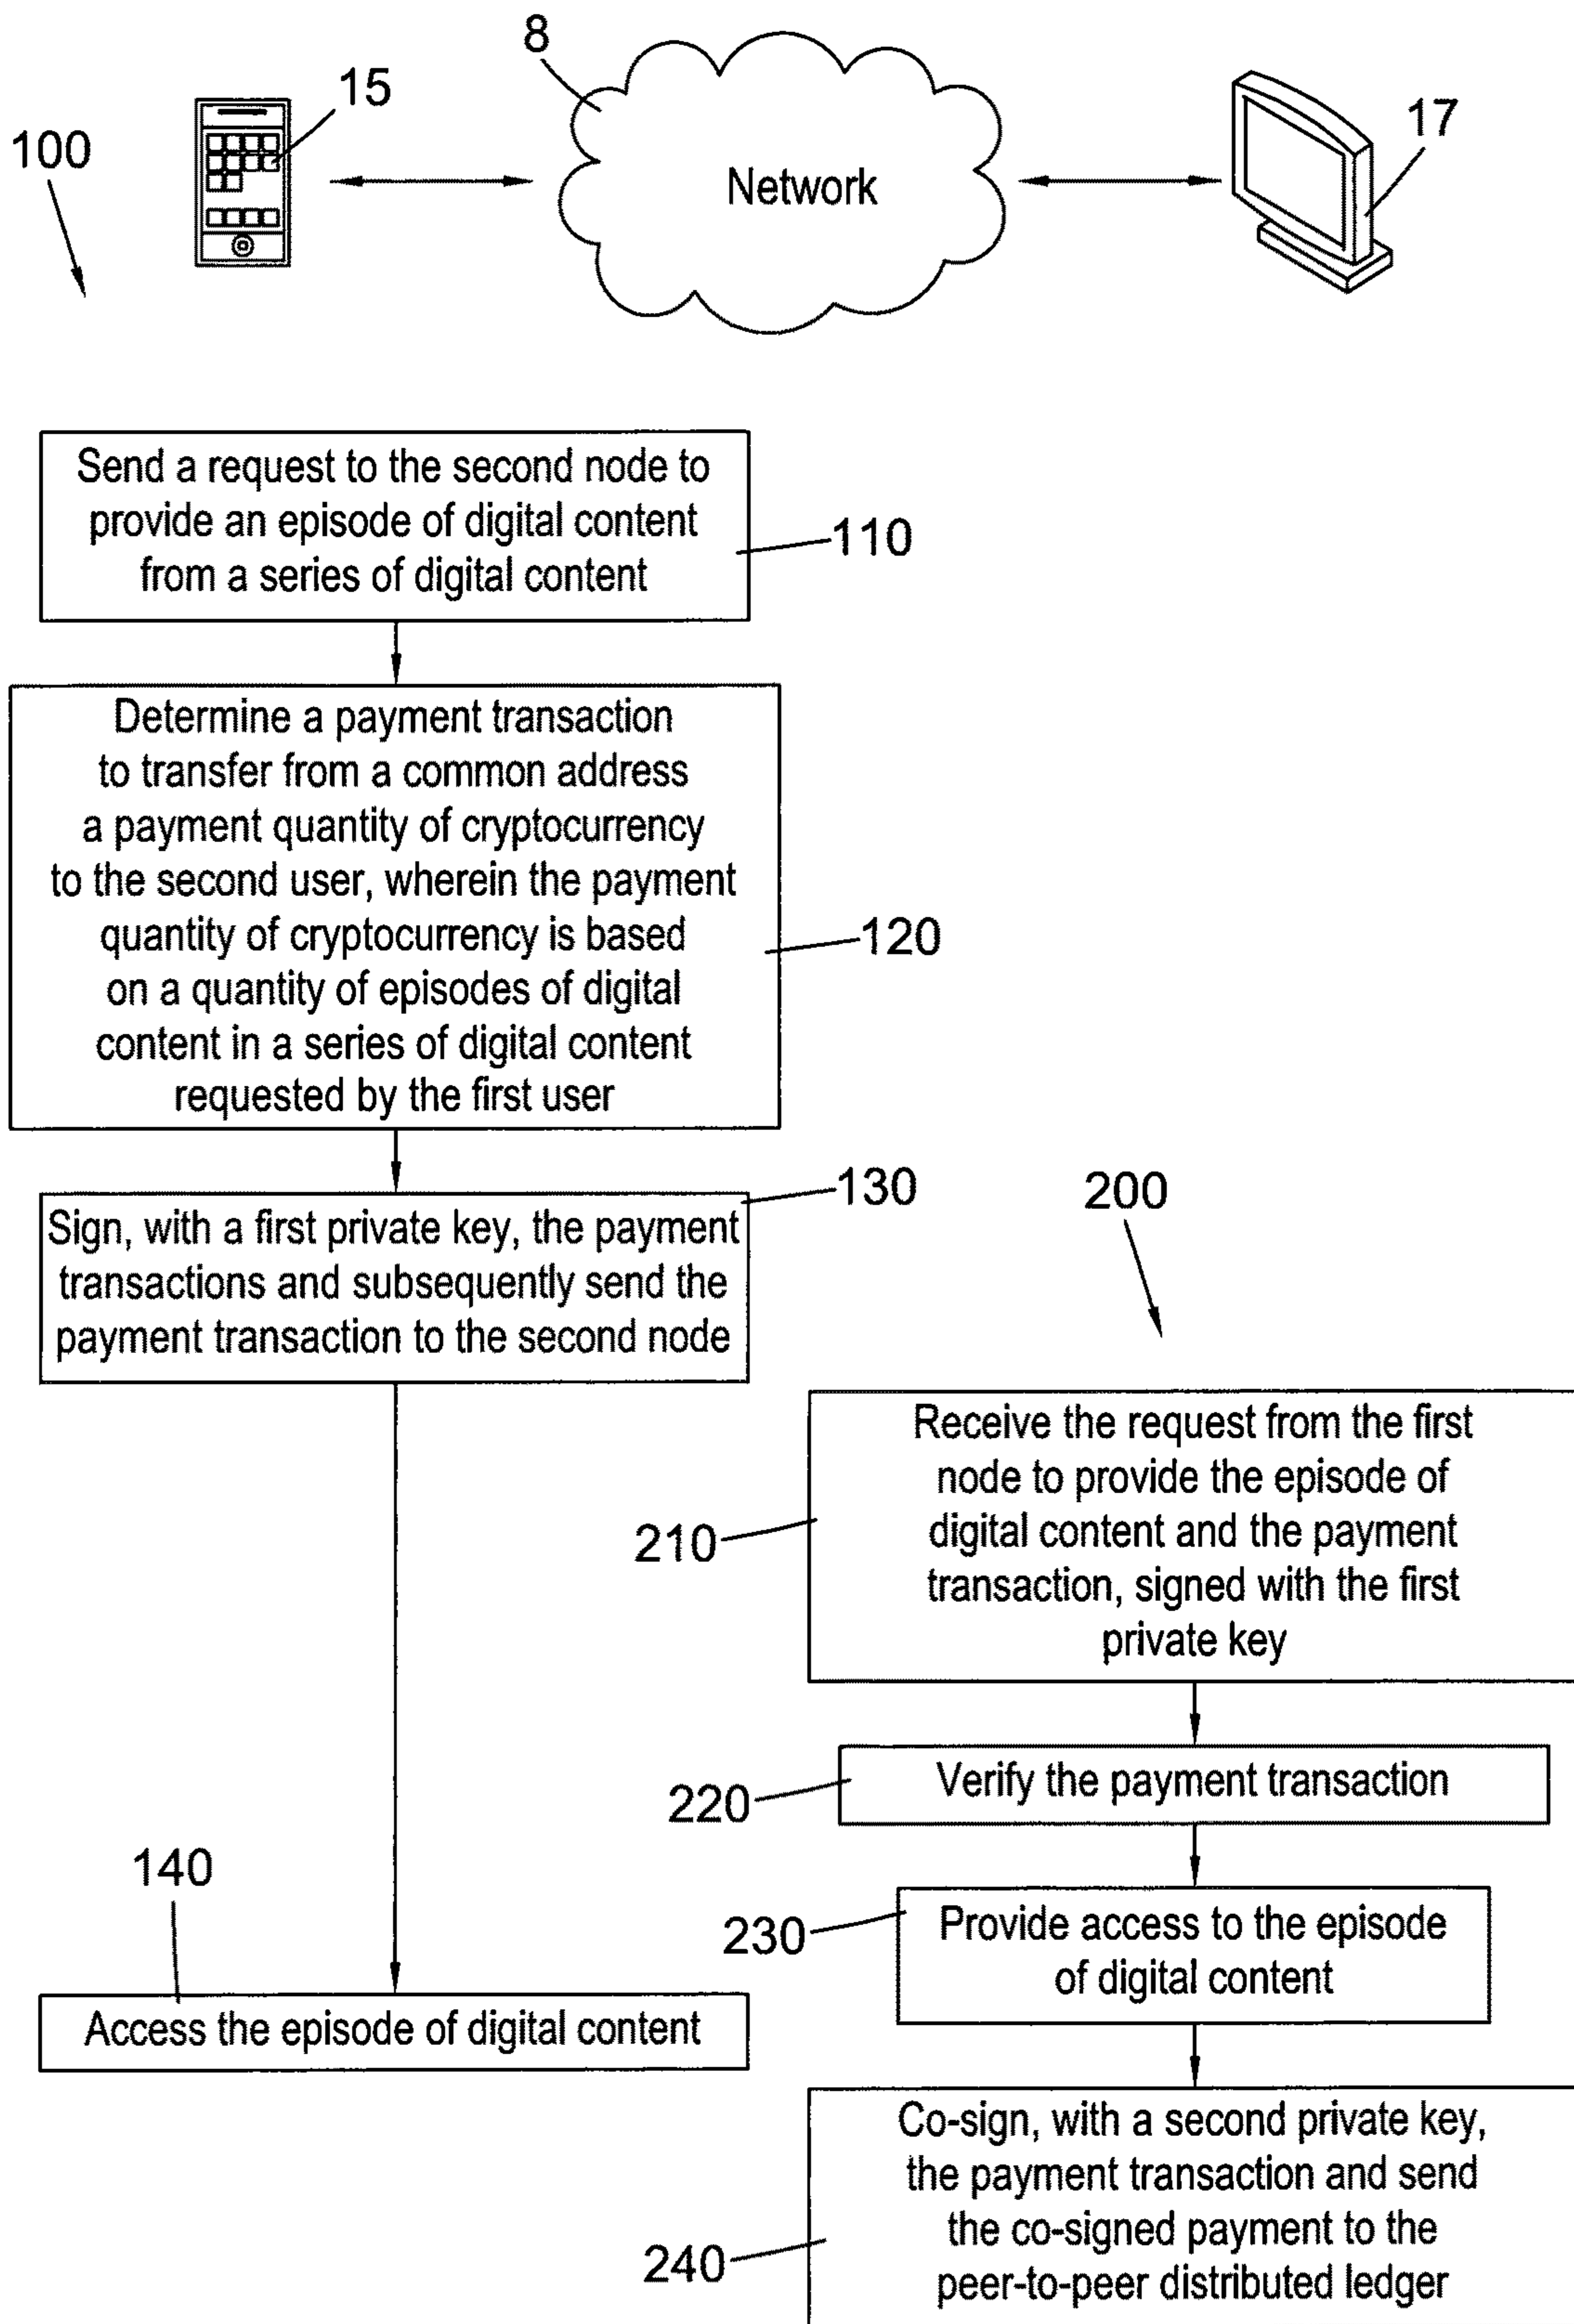 8
15
17
100
Network
Send a request to the second node to
provide an episode of digital content
from a series of digital content
110
Determine a payment transaction
to transfer from a common address
a payment quantity of cryptocurrency
to the second user, wherein the payment
quantity of cryptocurrency is based
on a quantity of episodes of digital
content in a series of digital content
requested by the first user
120
130
Sign, with a first private key, the payment
transactions and subsequently send the
payment transaction to the second node
200
Receive the request from the first
node to provide the episode of
digital content and the payment
transaction, signed with the first
private key
210
Verify the payment transaction
220
Provide access to the episode
of digital content
230
140
Access the episode of digital content
Co-sign, with a second private key,
the payment transaction and send
the co-signed payment to the
peer-to-peer distributed ledger
240